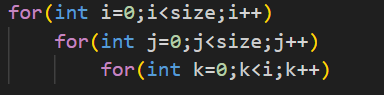 for(int i=0;i<size;i++)
for(int j=0;j<size;j++)
for(int k=0;k<i;k++)